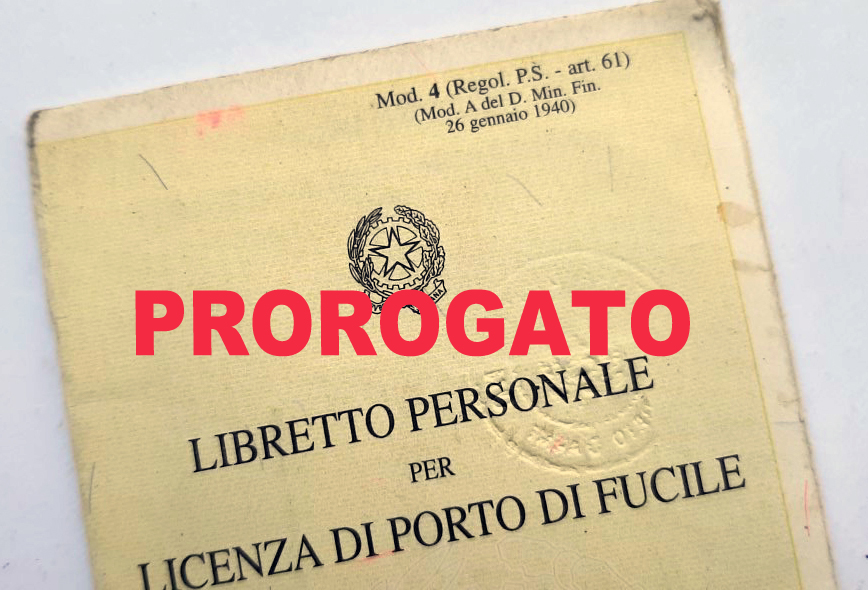 Mod. 4 (Regol. P.S. - art. 61)
(Mod. A del D. Min. Fin.
26 gennaio 1940)
PROROGATO
LIBRETTO PERSONALE
PER
LICENZA DI PORTO DI FUCILE